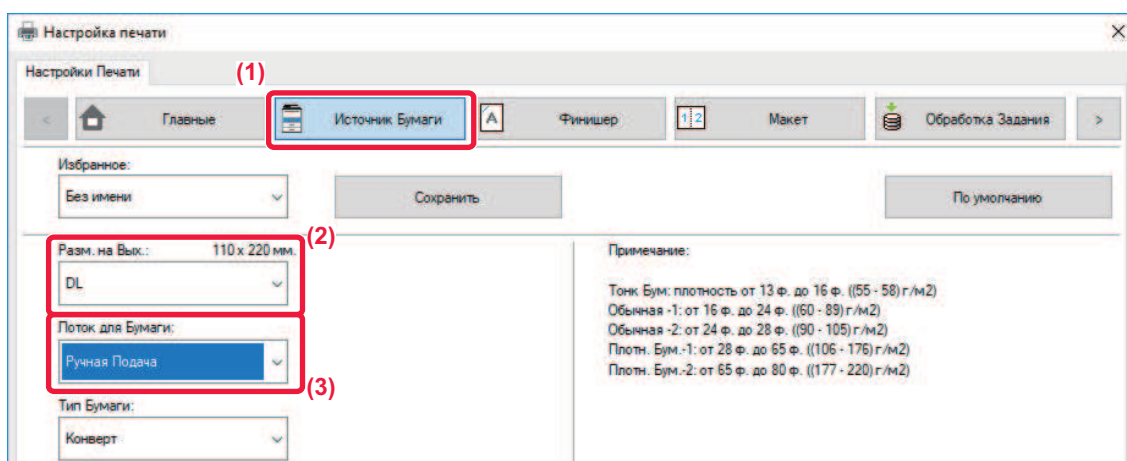 Настройка печати
Настройки Печати
(1)
< Главные Источник Бумаги A Финишер 1 2 Макет Обработка Задания >
Избранное:
Без имени Сохранить По умолчанию
(2)
Разм. на Вых.: 110 x 220 мм.
DL
Поток для Бумаги:
Ручная Подача
(3)
Тип Бумаги:
Конверт
Примечание:
Тонк Бум: плотность от 13 ф. до 16 ф. ((55 - 58) г/м2)
Обычная -1: от 16 ф. до 24 ф. ((60 - 89) г/м2)
Обычная -2: от 24 ф. до 28 ф. ((90 - 105) г/м2)
Плотн. Бум.-1: от 28 ф. до 65 ф. ((106 - 176) г/м2)
Плотн. Бум.-2: от 65 ф. до 80 ф. ((177 - 220) г/м2)